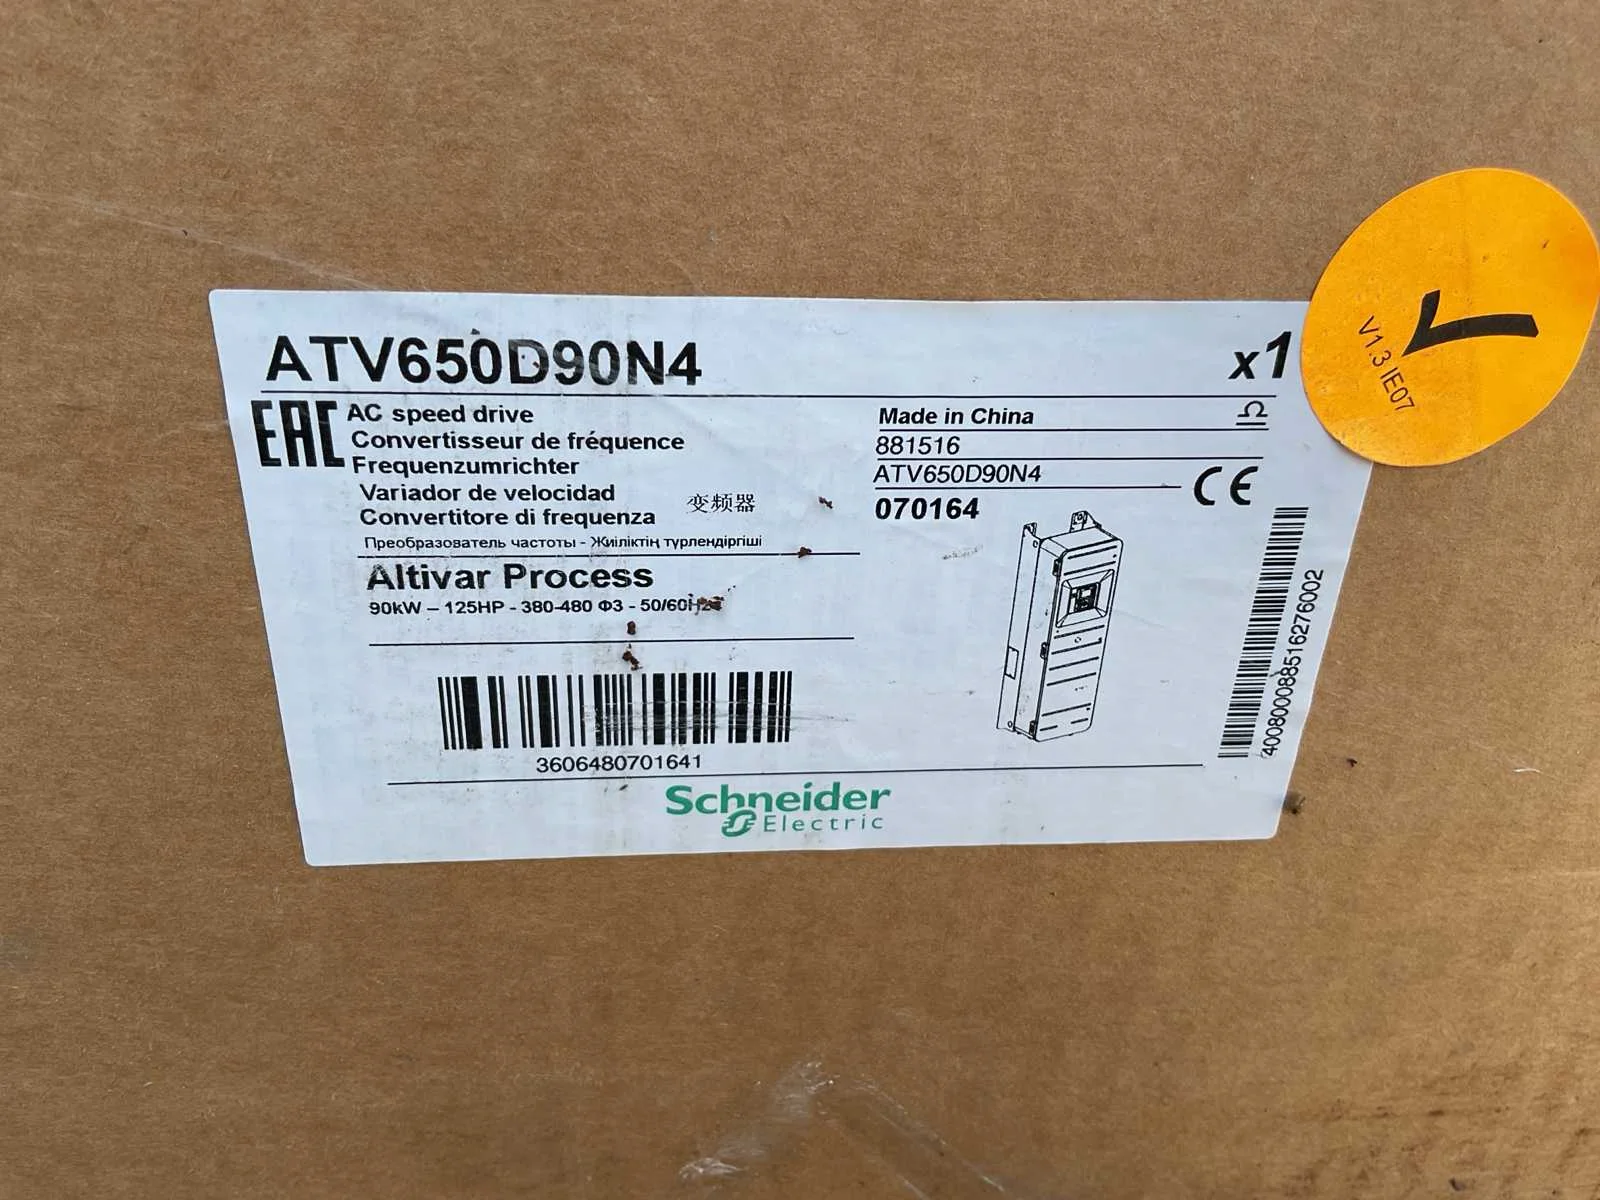 ATV650D90N4
x1
EAC
AC speed drive
Convertisseur de fréquence
Frequenzumrichter
Variador de velocidad
Convertitore di frequenza
变频器
Преобразователь частоты - Жиіліктің түрлендіргіші
Altivar Process
90kW – 125HP - 380-480 Ф3 - 50/60Hz
3606480701641
Made in China
881516
ATV650D90N4
CE
070164
400800088516276002
Schneider
Electric
V1.3 IE07